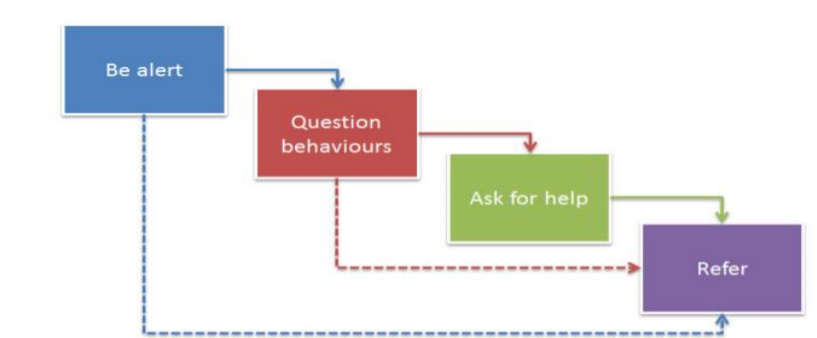 Be alert
Question
behaviours
Ask for help
Refer